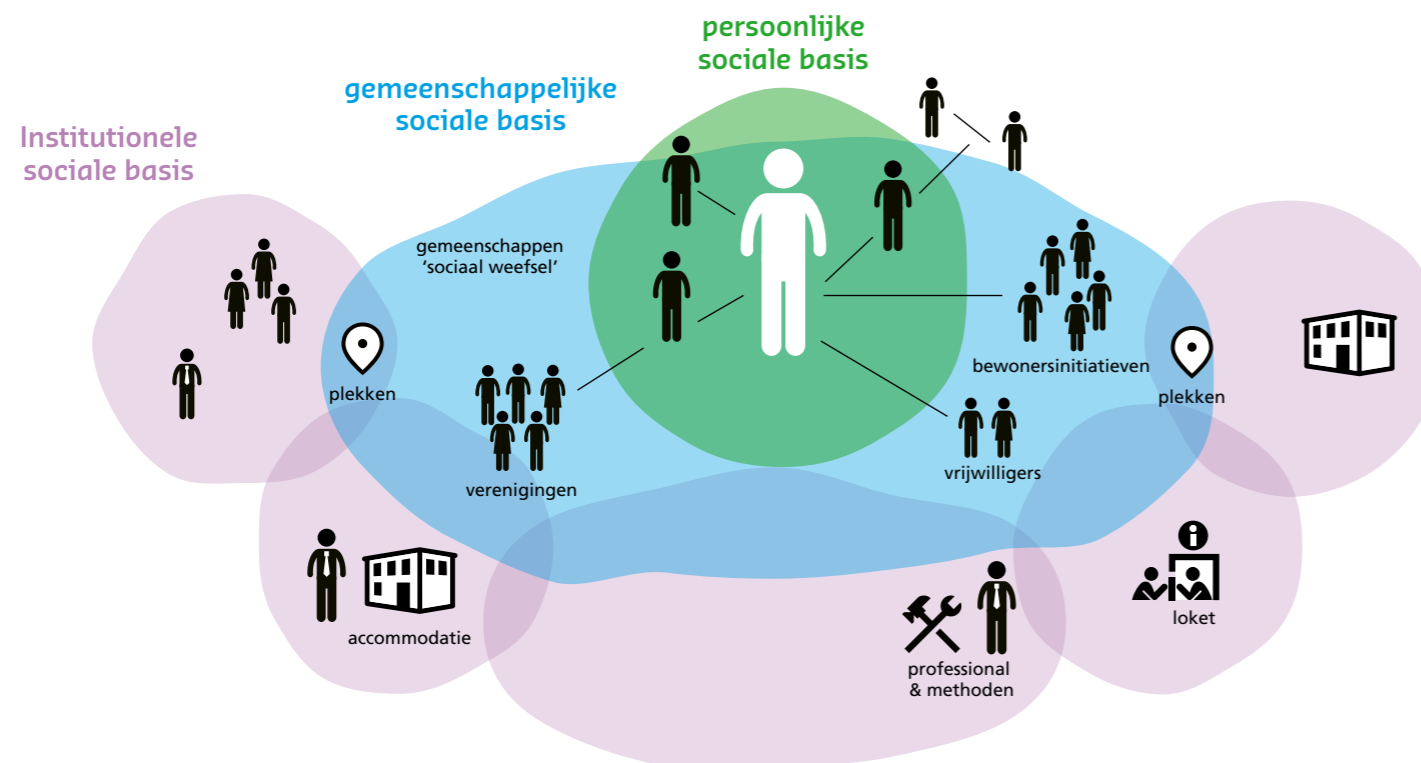 persoonlijke
sociale basis
gemeenschappelijke
sociale basis
Institutionele
sociale basis
gemeenschappen
‘sociaal weefsel’
plekken
verenigingen
bewonersinitiatieven
plekken
vrijwilligers
accommodatie
professional
& methoden
i
loket